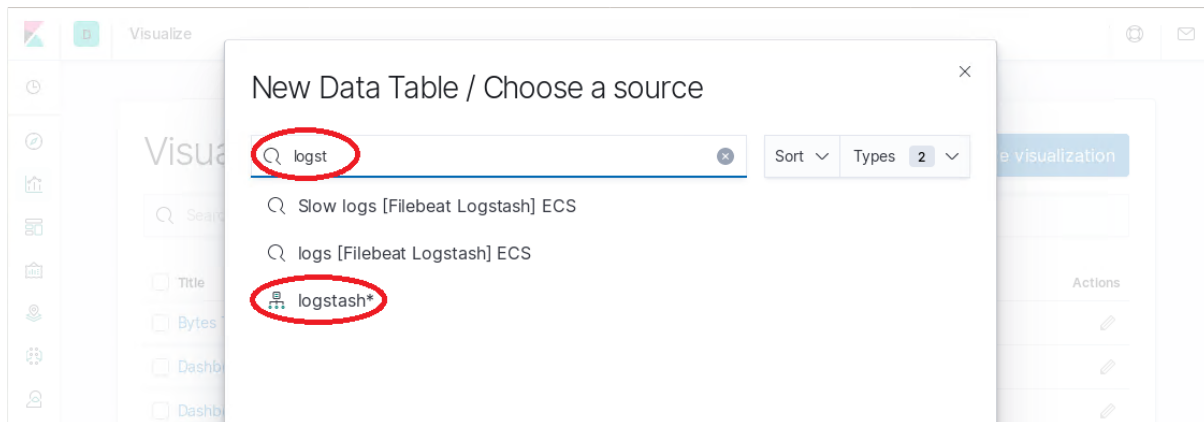 D Visualize
New Data Table / Choose a source
logst
Sort Types 2
Slow logs [Filebeat Logstash] ECS
logs [Filebeat Logstash] ECS
logstash*
Visua
e visualization
Searc
Title Actions
Bytes
Dashb
Dashb